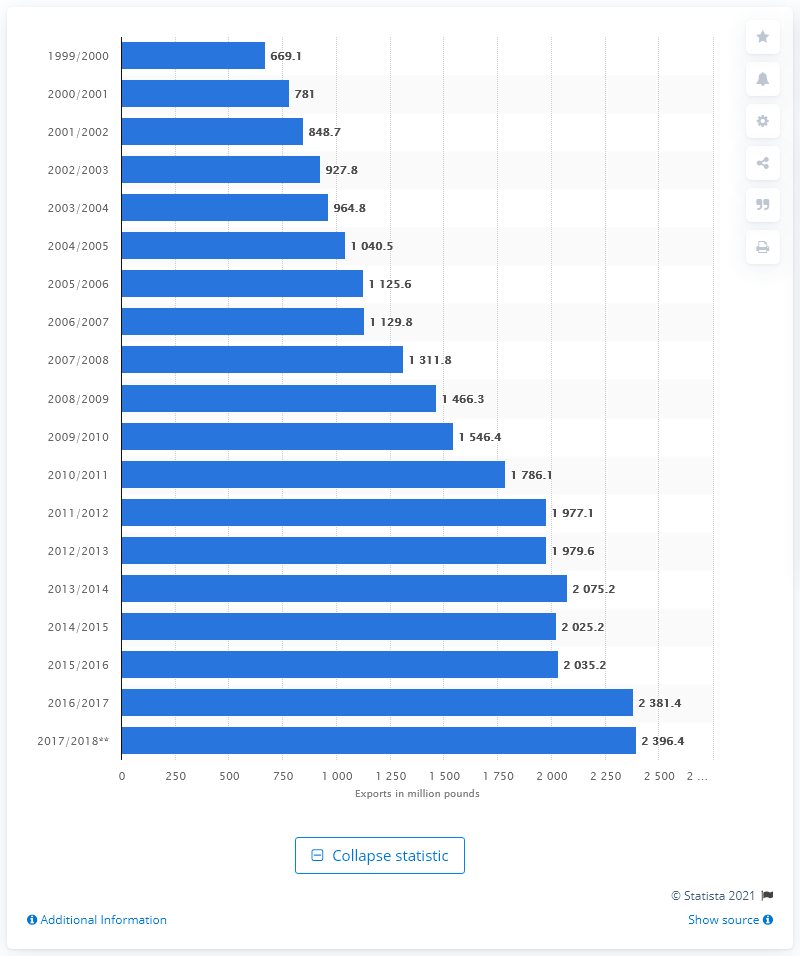 1999/2000 669.1
2000/2001 781
2001/2002 848.7
2002/2003 927.8
2003/2004 964.8
2004/2005 1 040.5
2005/2006 1 125.6
2006/2007 1 129.8
2007/2008 1 311.8
2008/2009 1 466.3
2009/2010 1 546.4
2010/2011 1 786.1
2011/2012 1 977.1
2012/2013 1 979.6
2013/2014 2 075.2
2014/2015 2 025.2
2015/2016 2 035.2
2016/2017 2 381.4
2017/2018** 2 396.4
0 250 500 750 1 000 1 250 1 500 1 750 2 000 2 250 2 500 2 ...
Exports in million pounds
Collapse statistic
© Statista 2021
Additional Information Show source